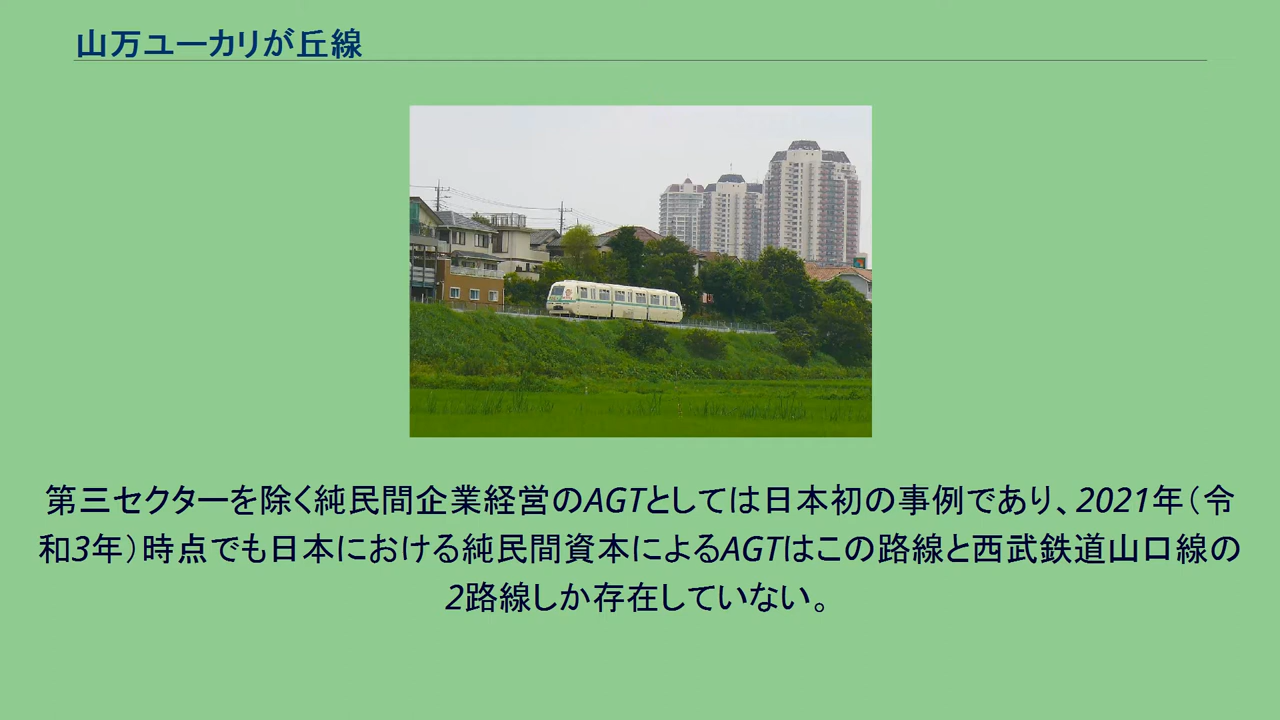 山万ユーカリが丘線
第三セクターを除く純民間企業経営のAGTとしては日本初の事例であり、2021年（令
和3年）時点でも日本における純民間資本によるAGTはこの路線と西武鉄道山口線の
2路線しか存在していない。